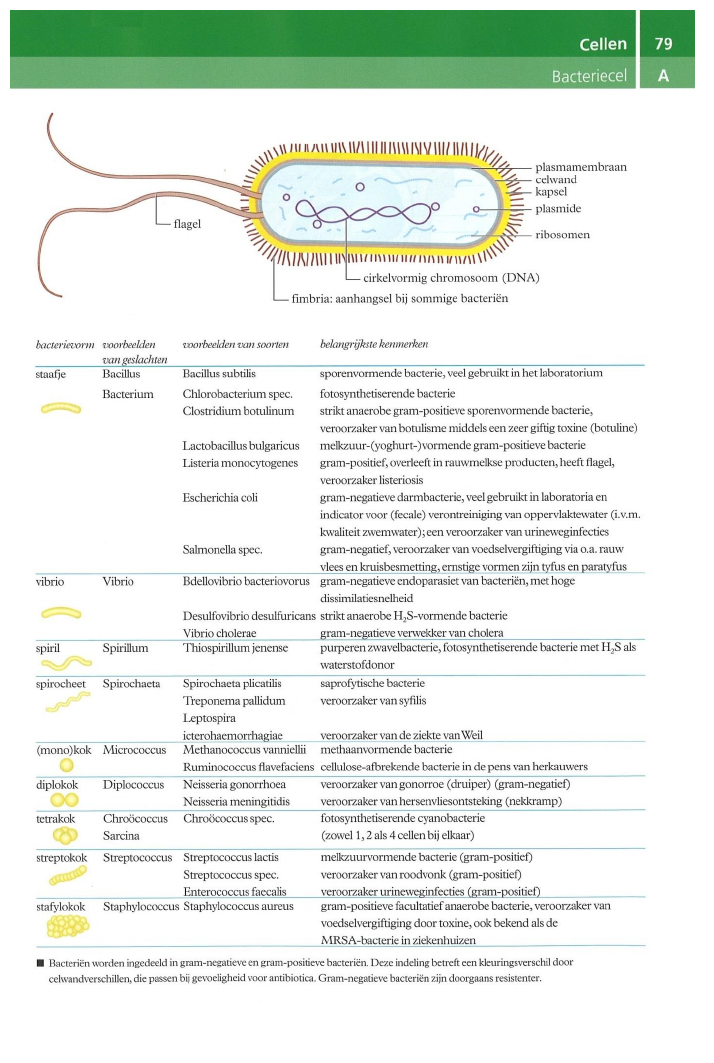 Cellen 79
Bacteriecel A
plasmamembraan
celwand
kapsel
plasmide
ribosomen
flagel
cirkelvormig chromosoom (DNA)
fimbria: aanhangsel bij sommige bacteriën
bacterievorm voorbeelden van geslachten voorbeelden van soorten belangrijkste kenmerken
staafje Bacillus Bacillus subtilis sporenvormende bacterie, veel gebruikt in het laboratorium
Bacterium Chlorobacterium spec. fotosynthetiserende bacterie
Clostridium botulinum strikt anaerobe gram-positieve sporenvormende bacterie,
veroorzaker van botulisme middels een zeer giftig toxine (botuline)
Lactobacillus bulgaricus melkzuur-(yoghurt-)vormende gram-positieve bacterie
Listeria monocytogenes gram-positief, overleeft in rauwmelkse producten, heeft flagel,
veroorzaker listeriosis
Escherichia coli gram-negatieve darmbacterie, veel gebruikt in laboratoria en
indicator voor (fecale) verontreiniging van oppervlaktewater (i.v.m.
kwaliteit zwemwater); een veroorzaker van urineweginfecties
Salmonella spec. gram-negatief, veroorzaker van voedselvergiftiging via o.a. rauw
vlees en kruisbesmetting, ernstige vormen zijn tyfus en paratyfus
vibrio Vibrio Bdellovibrio bacteriovorus gram-negatieve endoparasiet van bacteriën, met hoge
dissimilatiesnelheid
Desulfovibrio desulfuricans strikt anaerobe H₂S-vormende bacterie
Vibrio cholerae gram-negatieve verwekker van cholera
spiril Spirillum Thiospirillum jenense purperen zwavelbacterie, fotosynthetiserende bacterie met H₂S als
waterstofdonor
spirocheet Spirochaeta Spirochaeta plicatilis saprofytische bacterie
Treponema pallidum veroorzaker van syfilis
Leptospira
icterohaemorrhagiae veroorzaker van de ziekte van Weil
(mono)kok Micrococcus Methanococcus vanniellii methaanvormende bacterie
Ruminococcus flavefaciens cellulose-afbrekende bacterie in de pens van herkauwers
diplokok Diplococcus Neisseria gonorrhoea veroorzaker van gonorroe (druiper) (gram-negatief)
Neisseria meningitidis veroorzaker van hersenvliesontsteking (nekkramp)
tetrakok Chroöcoccus Chroöcoccus spec. fotosynthetiserende cyanobacterie
Sarcina (zowel 1, 2 als 4 cellen bij elkaar)
streptokok Streptococcus Streptococcus lactis melkzuurvormende bacterie (gram-positief)
Streptococcus spec. veroorzaker van roodvonk (gram-positief)
Enterococcus faecalis veroorzaker urineweginfecties (gram-positief)
stafylokok Staphylococcus Staphylococcus aureus gram-positieve facultatief anaerobe bacterie, veroorzaker van
voedselvergiftiging door toxine, ook bekend als de
MRSA-bacterie in ziekenhuizen
■ Bacteriën worden ingedeeld in gram-negatieve en gram-positieve bacteriën. Deze indeling betreft een kleuringsverschil door
celwandverschillen, die passen bij gevoeligheid voor antibiotica. Gram-negatieve bacteriën zijn doorgaans resistenter.